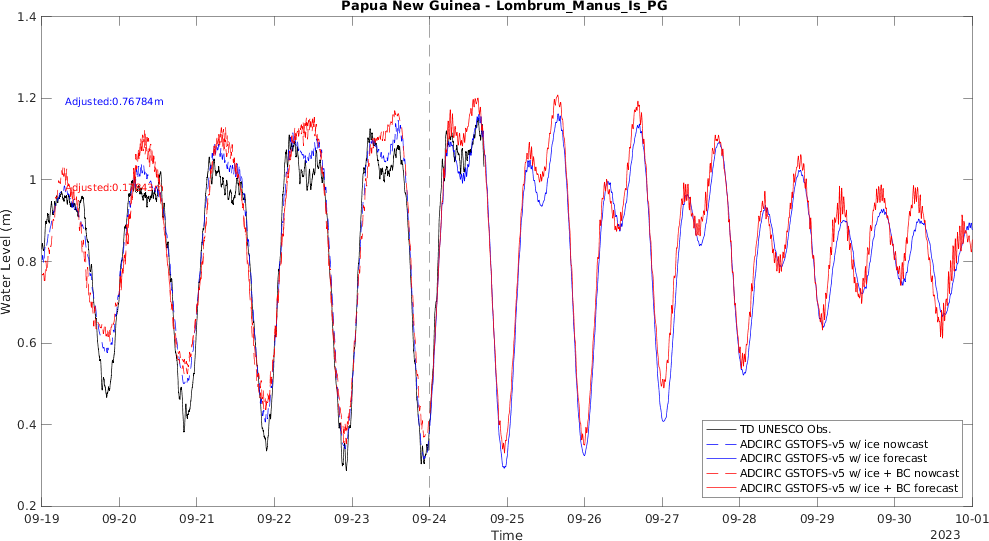 Papua New Guinea - Lombrum_Manus_Is_PG
1.4
1.2
1
0.8
0.6
0.4
0.2
Water Level (m)
Adjusted:0.76784m
09-19
09-20
09-21
09-22
09-23
09-24
09-25
09-26
09-27
09-28
09-29
09-30
10-01
Time
2023
TD UNESCO Obs.
ADCIRC GSTOFS-v5 w/ ice nowcast
ADCIRC GSTOFS-v5 w/ ice forecast
ADCIRC GSTOFS-v5 w/ ice + BC nowcast
ADCIRC GSTOFS-v5 w/ ice + BC forecast